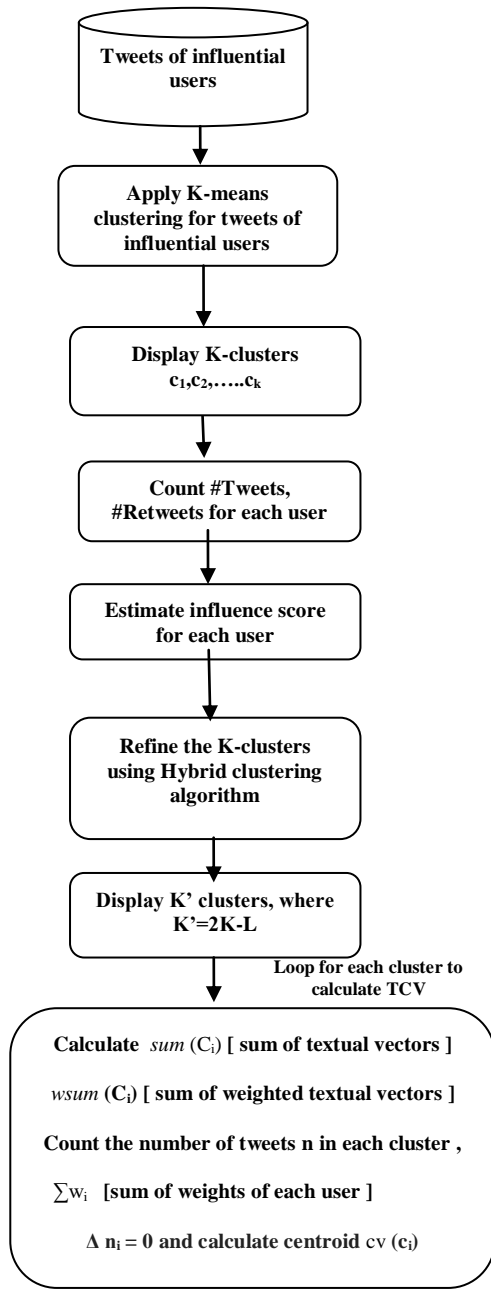 Tweets of influential
users
Apply K-means
clustering for tweets of
influential users
Display K-clusters
c₁,c₂,…..cₖ
Count #Tweets,
#Retweets for each user
Estimate influence score
for each user
Refine the K-clusters
using Hybrid clustering
algorithm
Display K’ clusters, where
K’=2K-L
Loop for each cluster to
calculate TCV
Calculate sum (Cᵢ) [ sum of textual vectors ]
wsum (Cᵢ) [ sum of weighted textual vectors ]
Count the number of tweets n in each cluster ,
∑wᵢ [sum of weights of each user ]
Δ nᵢ = 0 and calculate centroid cv (cᵢ)